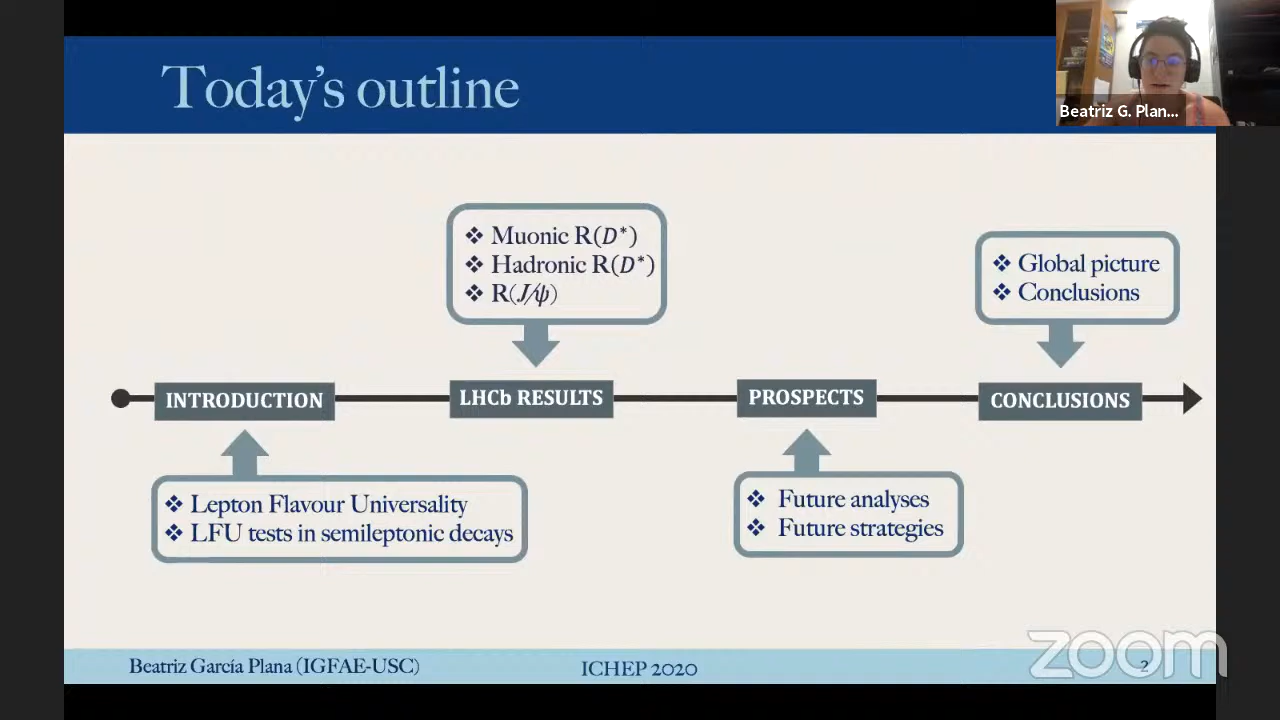 Today's outline
Beatriz G. Plan...
❖ Muonic R(D*)
❖ Hadronic R(D*)
❖ R(J/ψ)
❖ Global picture
❖ Conclusions
INTRODUCTION
LHCb RESULTS
PROSPECTS
CONCLUSIONS
❖ Lepton Flavour Universality
❖ LFU tests in semileptonic decays
❖ Future analyses
❖ Future strategies
Beatriz García Plana (IGFAE-USC)
ICHEP 2020
2
zoom